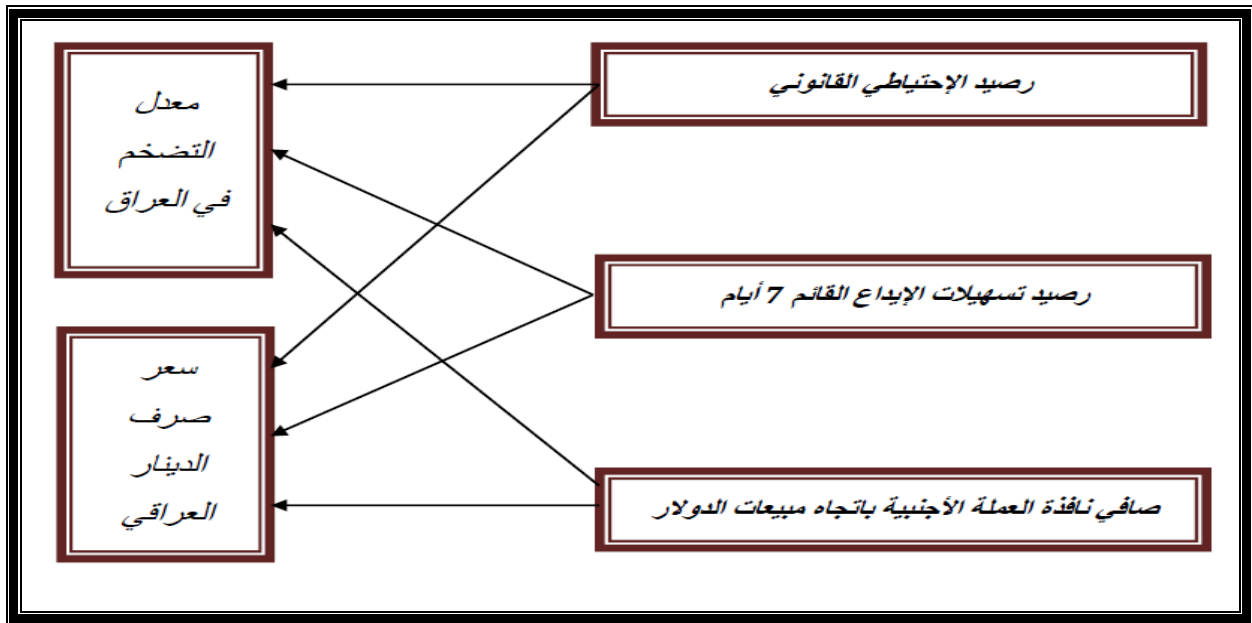 رصيد الإحتياطي القانوني
رصيد تسهيلات الإيداع القائم 7 أيام
صافي نافذة العملة الأجنبية باتجاه مبيعات الدولار
معدل
التضخم
في العراق
سعر
صرف
الدينار
العراقي